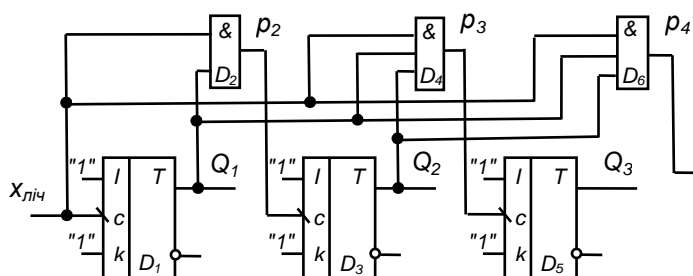 & p2 & p3 & p4
D2 D4 D6
Q1 Q2 Q3
"1" I T "1" I T "1" I T
xліч c c c
"1" k D1 "1" k D3 "1" k D5